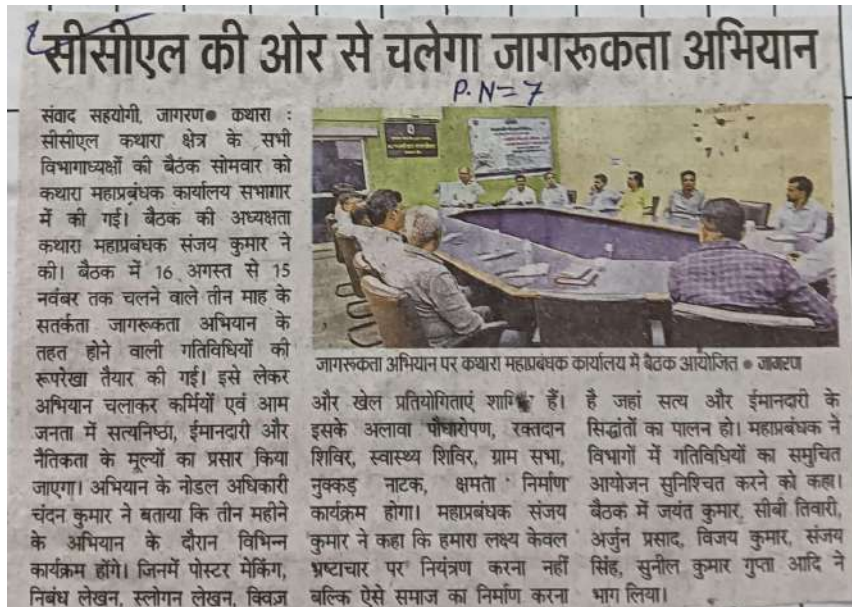 सीसीएल की ओर से चलेगा जागरूकता अभियान
P.N=7
संवाद सहयोगी, जागरण● कथारा :
सीसीएल कथारा क्षेत्र के सभी
विभागाध्यक्षों की बैठक सोमवार को
कथारा महाप्रबंधक कार्यालय सभागार
में की गई। बैठक की अध्यक्षता
कथारा महाप्रबंधक संजय कुमार ने
की। बैठक में 16 अगस्त से 15
नवंबर तक चलने वाले तीन माह के
सतर्कता जागरूकता अभियान के
तहत होने वाली गतिविधियों की
रूपरेखा तैयार की गई। इसे लेकर
अभियान चलाकर कर्मियों एवं आम
जनता में सत्यनिष्ठा, ईमानदारी और
नैतिकता के मूल्यों का प्रसार किया
जाएगा। अभियान के नोडल अधिकारी
चंदन कुमार ने बताया कि तीन महीने
के अभियान के दौरान विभिन्न
कार्यक्रम होंगे। जिनमें पोस्टर मेकिंग,
निबंध लेखन, स्लोगन लेखन, क्विज
जागरूकता अभियान पर कथारा महाप्रबंधक कार्यालय में बैठक आयोजित ● जागरण
और खेल प्रतियोगिताएं शामिल हैं।
इसके अलावा पौधारोपण, रक्तदान
शिविर, स्वास्थ्य शिविर, ग्राम सभा,
नुक्कड़ नाटक, क्षमता निर्माण
कार्यक्रम होगा। महाप्रबंधक संजय
कुमार ने कहा कि हमारा लक्ष्य केवल
भ्रष्टाचार पर नियंत्रण करना नहीं
बल्कि ऐसे समाज का निर्माण करना
है जहां सत्य और ईमानदारी के
सिद्धांतों का पालन हो। महाप्रबंधक ने
विभागों में गतिविधियों का समुचित
आयोजन सुनिश्चित करने को कहा।
बैठक में जयंत कुमार, सीबी तिवारी,
अर्जुन प्रसाद, विजय कुमार, संजय
सिंह, सुनील कुमार गुप्ता आदि ने
भाग लिया।